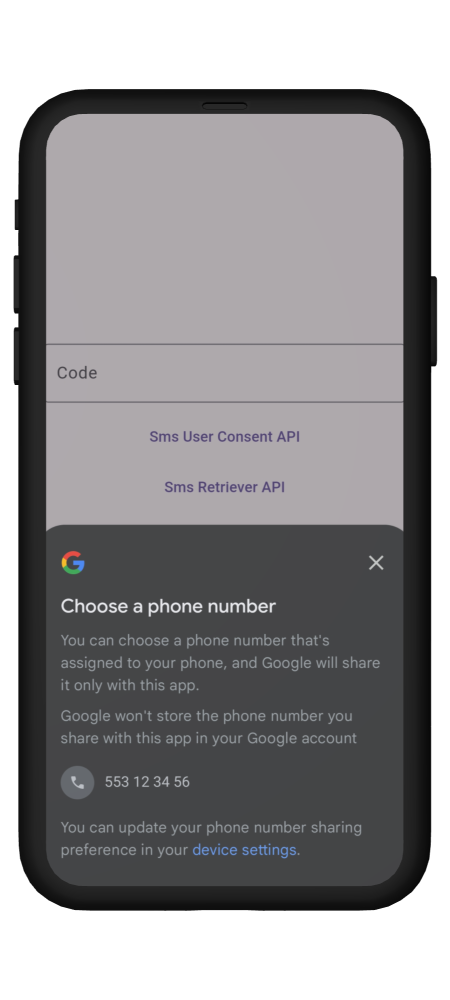 Code
Sms User Consent API
Sms Retriever API
Choose a phone number
You can choose a phone number that's
assigned to your phone, and Google will share
it only with this app.
Google won't store the phone number you
share with this app in your Google account
553 12 34 56
You can update your phone number sharing
preference in your device settings.